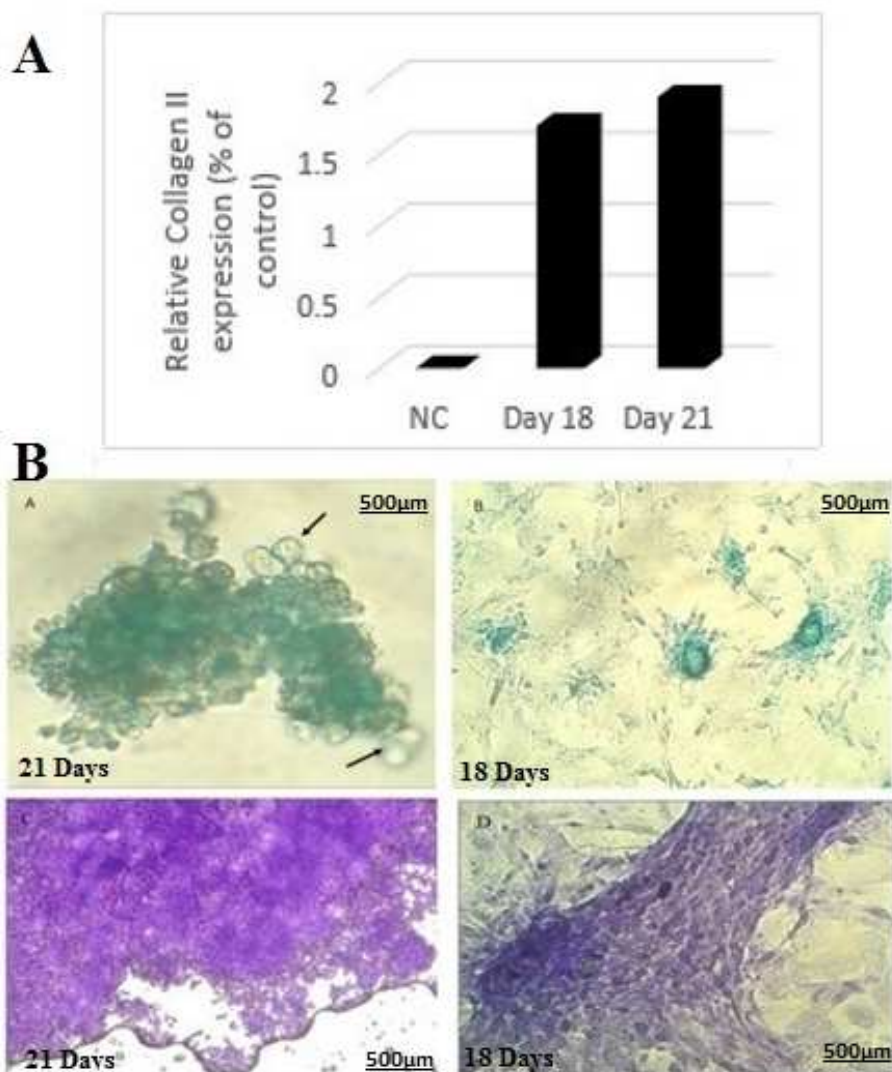 A
Relative Collagen II
expression (% of
control)
2
1.5
1
0.5
0
NC Day 18 Day 21
B
A
500µm
21 Days
B
500µm
18 Days
C
21 Days
500µm
D
18 Days
500µm